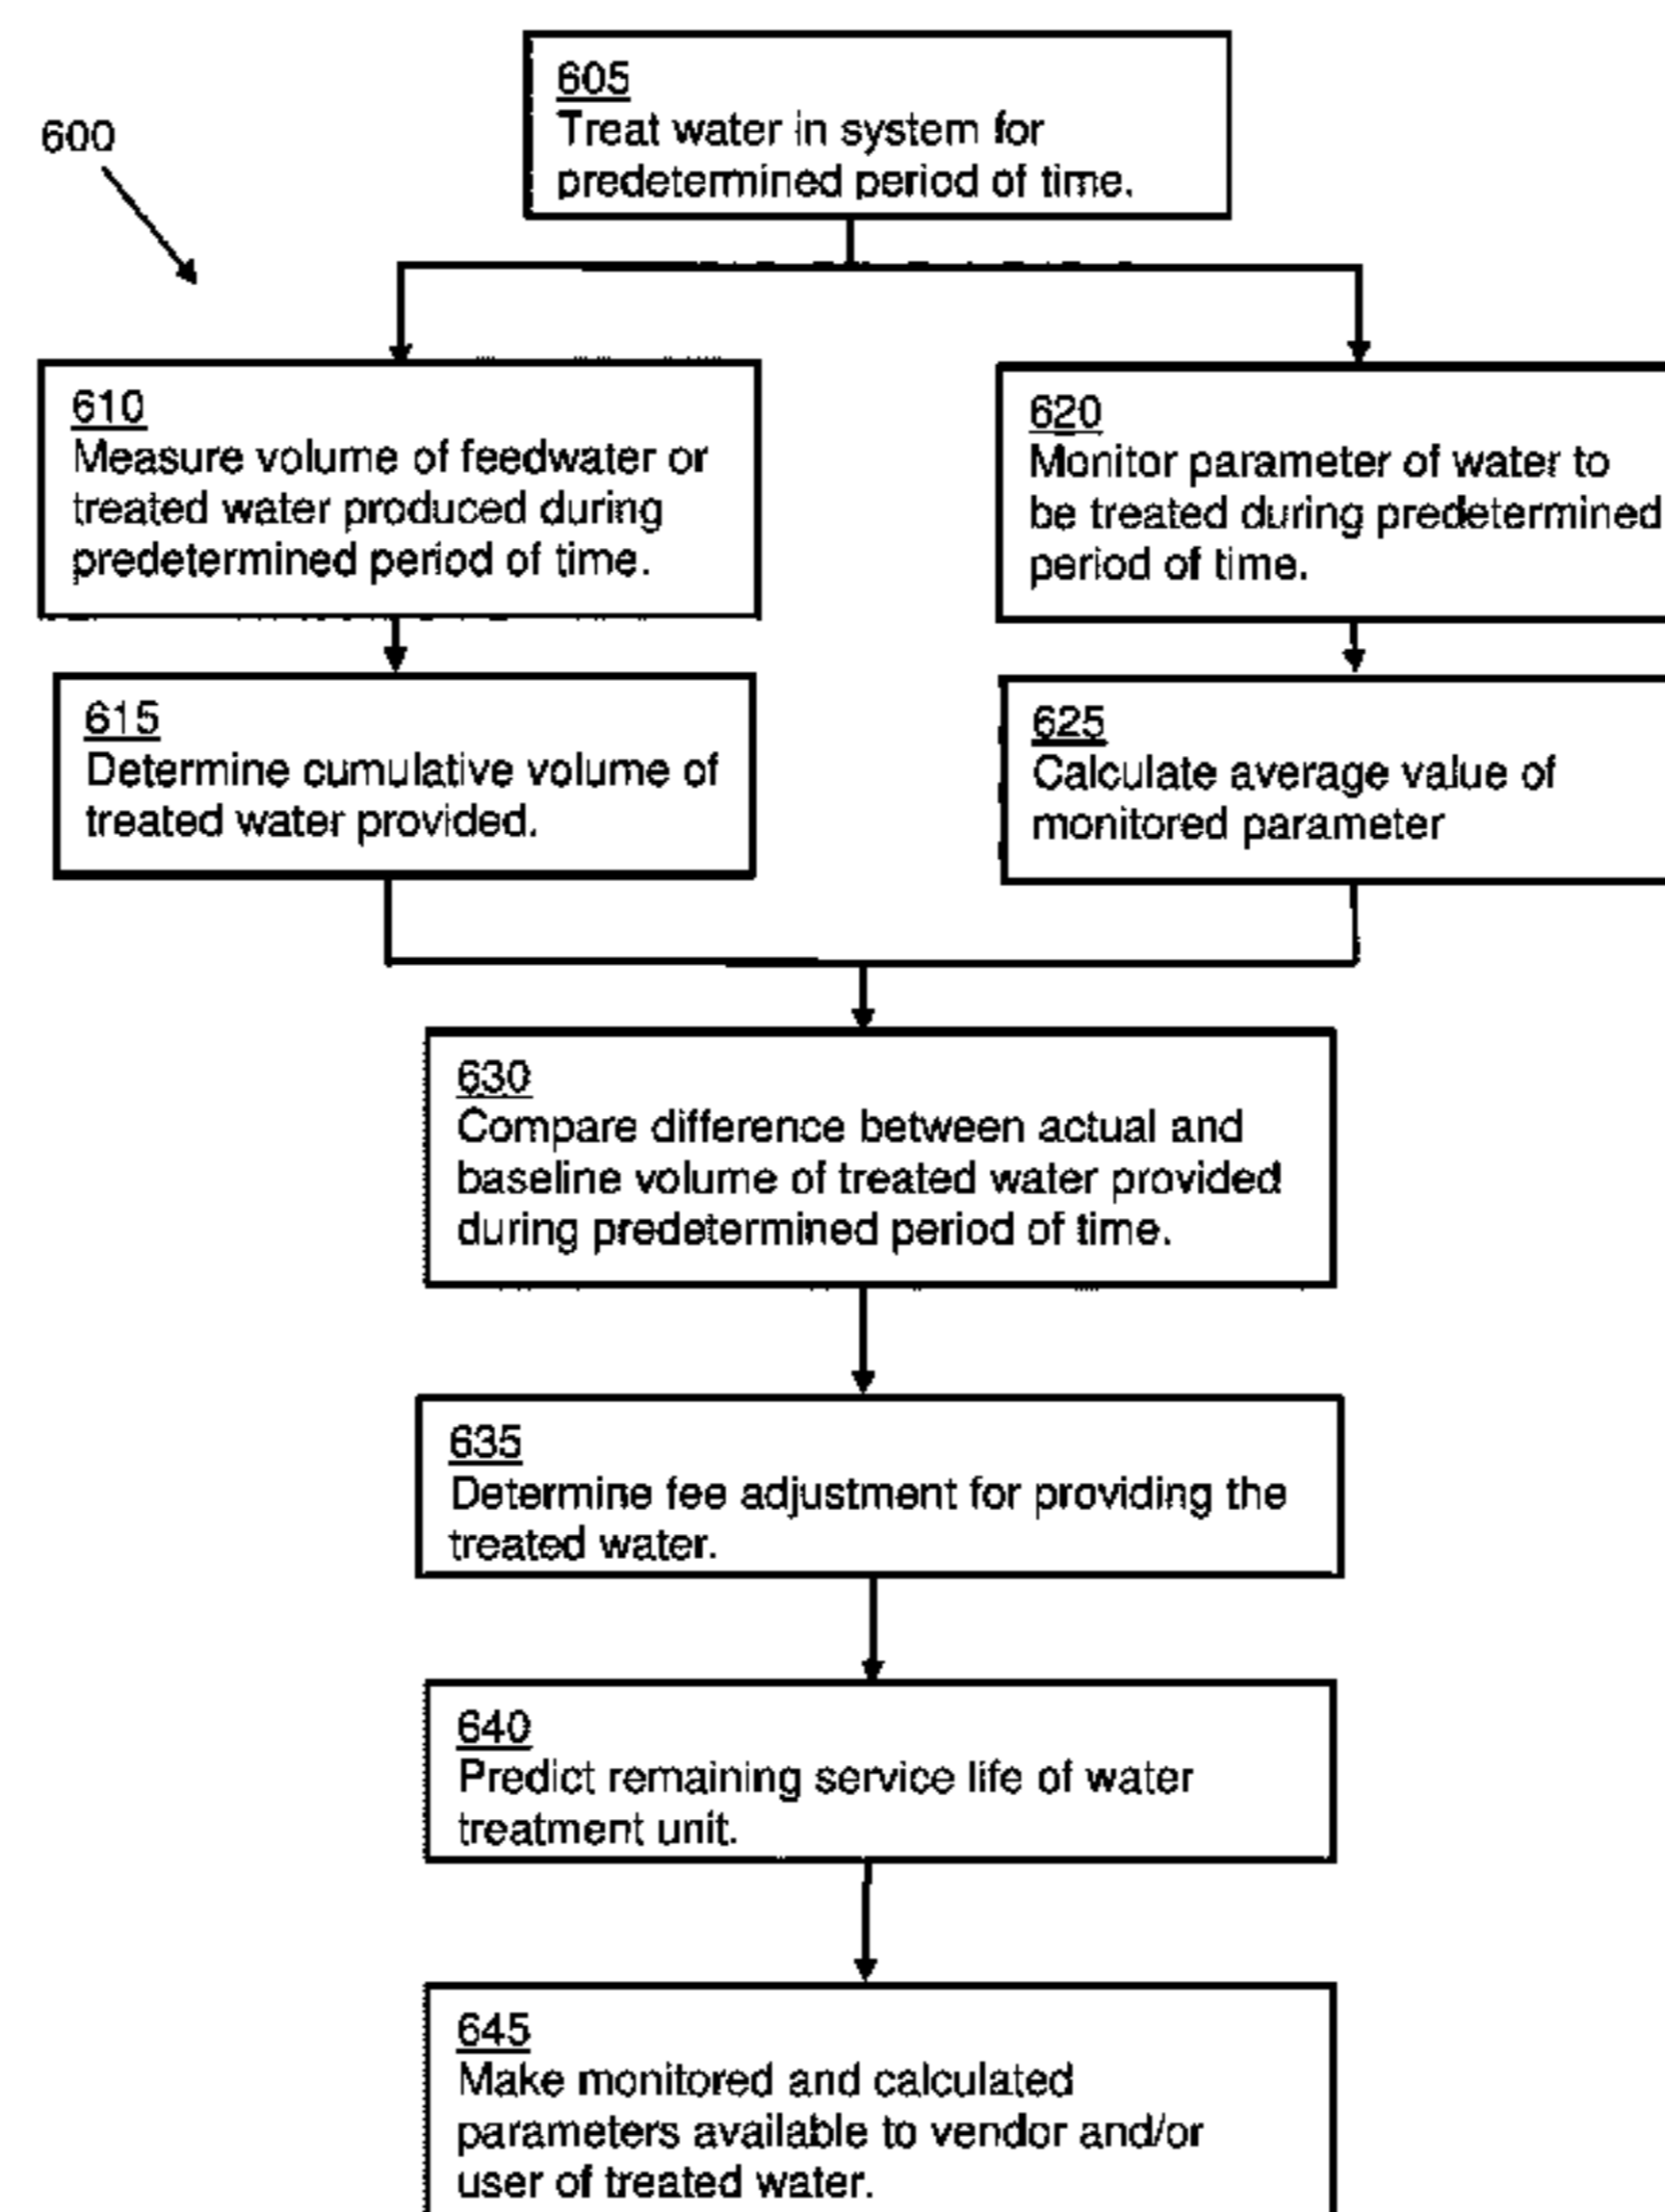 600
605
Treat water in system for
predetermined period of time.
610
Measure volume of feedwater or
treated water produced during
predetermined period of time.
620
Monitor parameter of water to
be treated during predetermined
period of time.
615
Determine cumulative volume of
treated water provided.
625
Calculate average value of
monitored parameter
630
Compare difference between actual and
baseline volume of treated water provided
during predetermined period of time.
635
Determine fee adjustment for providing the
treated water.
640
Predict remaining service life of water
treatment unit.
645
Make monitored and calculated
parameters available to vendor and/or
user of treated water.